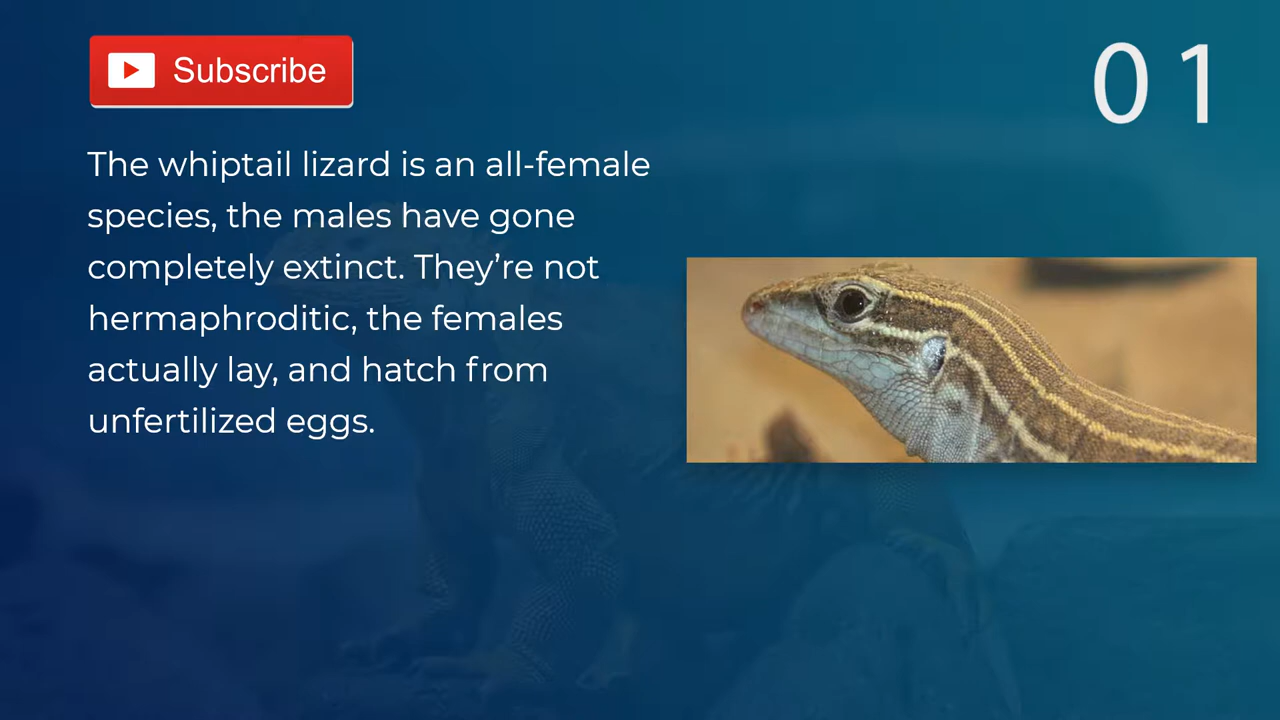 Subscribe
01
The whiptail lizard is an all-female
species, the males have gone
completely extinct. They’re not
hermaphroditic, the females
actually lay, and hatch from
unfertilized eggs.